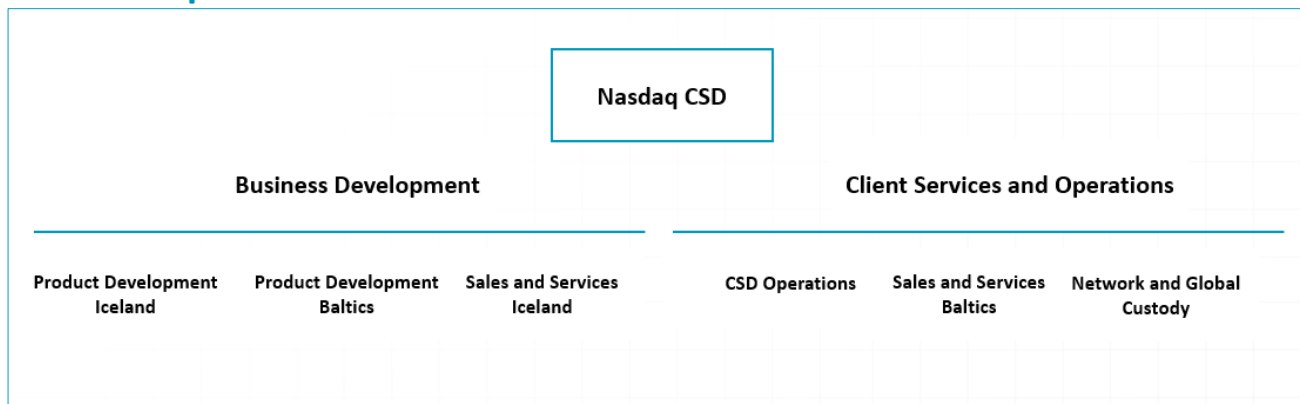 Nasdaq CSD
Business Development
Client Services and Operations
Product Development
Iceland
Product Development
Baltics
Sales and Services
Iceland
CSD Operations
Sales and Services
Baltics
Network and Global
Custody